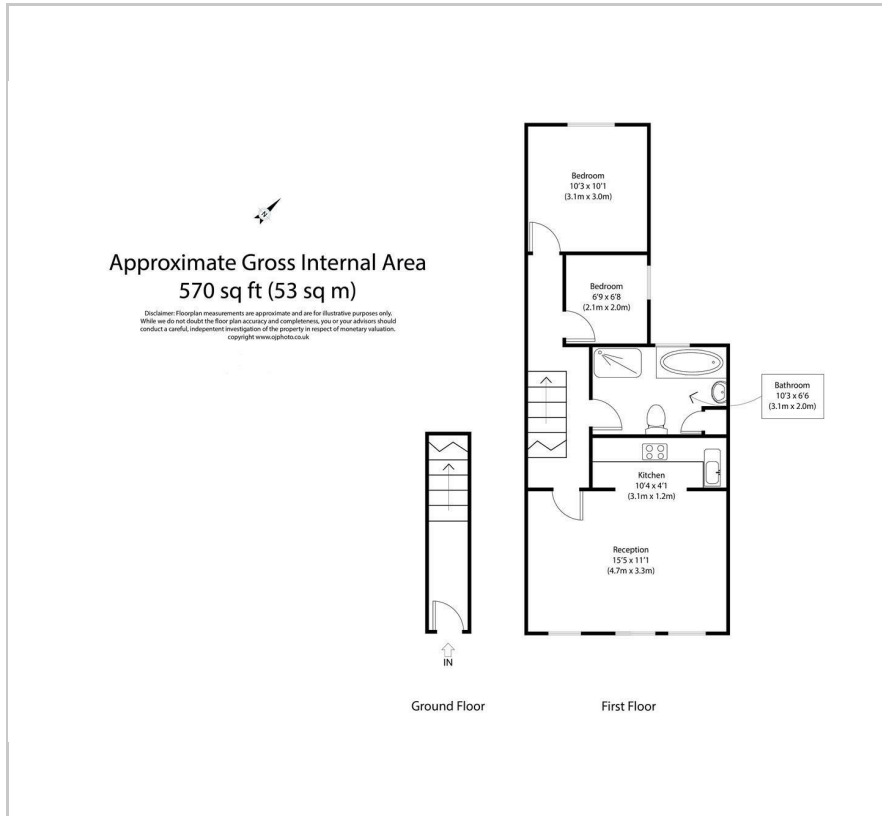 N
Approximate Gross Internal Area
570 sq ft (53 sq m)
Disclaimer: Floorplan measurements are approximate and are for illustrative purposes only.
While we do not doubt the floor plan accuracy and completeness, you or your advisors should
conduct a careful, indepentent investigation of the property in respect of monetary valuation.
copyright www.ojphoto.co.uk
Bedroom
10'3 x 10'1
(3.1m x 3.0m)
Bedroom
6'9 x 6'8
(2.1m x 2.0m)
Bathroom
10'3 x 6'6
(3.1m x 2.0m)
Kitchen
10'4 x 4'1
(3.1m x 1.2m)
Reception
15'5 x 11'1
(4.7m x 3.3m)
IN
Ground Floor
First Floor